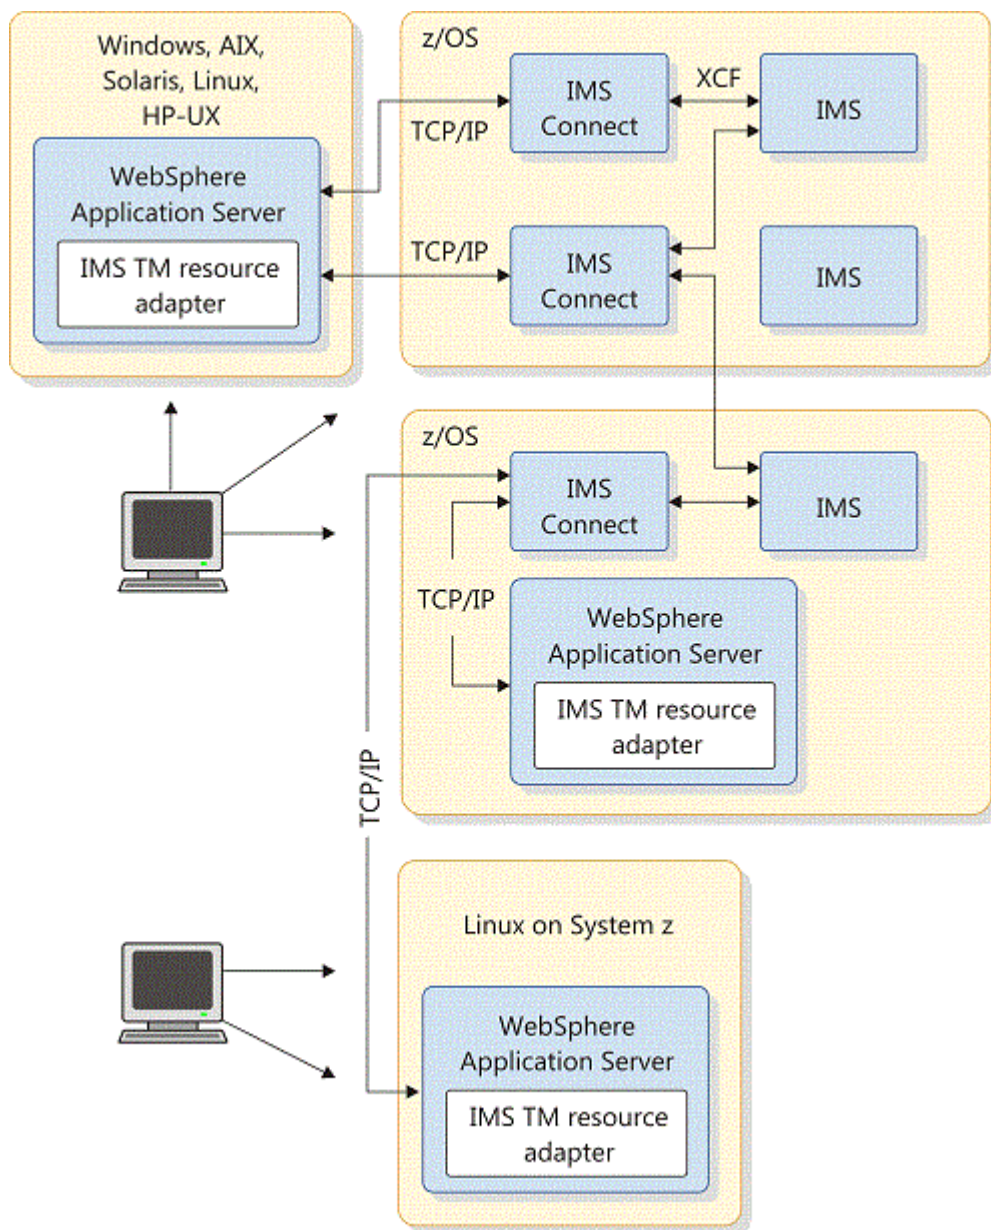 Windows, AIX,
Solaris, Linux,
HP-UX
WebSphere
Application Server
IMS TM resource
adapter
TCP/IP
TCP/IP
z/OS
IMS
Connect
XCF
IMS
IMS
Connect
IMS
z/OS
IMS
Connect
IMS
TCP/IP
WebSphere
Application Server
IMS TM resource
adapter
TCP/IP
Linux on System z
WebSphere
Application Server
IMS TM resource
adapter